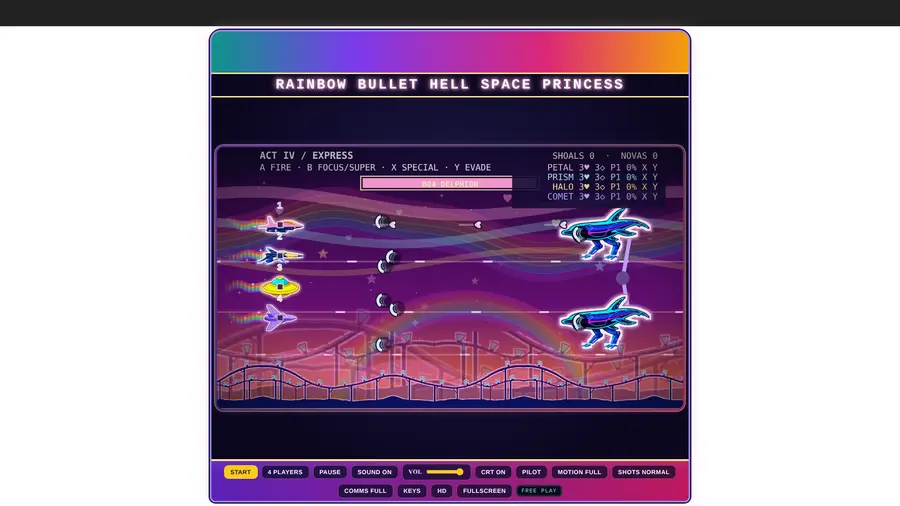 RAINBOW BULLET HELL SPACE PRINCESS
ACT IV / EXPRESS
A FIRE · B FOCUS/SUPER · X SPECIAL · Y EVADE
SHOALS 0 · NOVAS 0
PETAL 3♥ 3◇ P1 0% X Y
PRISM 3♥ 3◇ P1 0% X Y
HALO 3♥ 3◇ P1 0% X Y
COMET 3♥ 3◇ P1 0% X Y
DELPHION
1
2
3
4
START 4 PLAYERS PAUSE SOUND ON VOL CRT ON PILOT MOTION FULL SHOTS NORMAL
COMMS FULL KEYS HD FULLSCREEN FREE PLAY